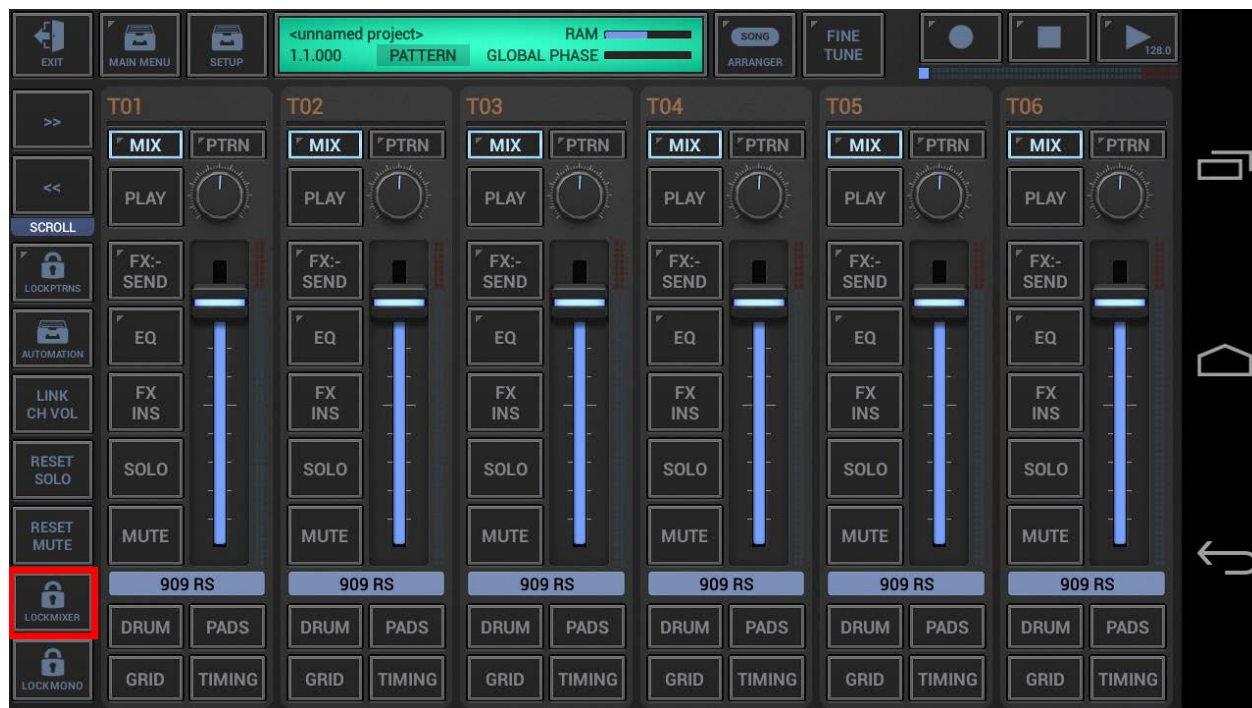 <unnamed project>
RAM
1.1.000
PATTERN
GLOBAL PHASE
EXIT
MAIN MENU
SETUP
SONG
ARRANGER
FINE
TUNE
128.0
>>
<<
SCROLL
LOCKPTRNS
AUTOMATION
LINK
CH VOL
RESET
SOLO
RESET
MUTE
LOCKMIXER
LOCKMONO
T01
MIX
PTRN
PLAY
FX:-
SEND
EQ
FX
INS
SOLO
MUTE
909 RS
DRUM
PADS
GRID
TIMING
T02
MIX
PTRN
PLAY
FX:-
SEND
EQ
FX
INS
SOLO
MUTE
909 RS
DRUM
PADS
GRID
TIMING
T03
MIX
PTRN
PLAY
FX:-
SEND
EQ
FX
INS
SOLO
MUTE
909 RS
DRUM
PADS
GRID
TIMING
T04
MIX
PTRN
PLAY
FX:-
SEND
EQ
FX
INS
SOLO
MUTE
909 RS
DRUM
PADS
GRID
TIMING
T05
MIX
PTRN
PLAY
FX:-
SEND
EQ
FX
INS
SOLO
MUTE
909 RS
DRUM
PADS
GRID
TIMING
T06
MIX
PTRN
PLAY
FX:-
SEND
EQ
FX
INS
SOLO
MUTE
909 RS
DRUM
PADS
GRID
TIMING